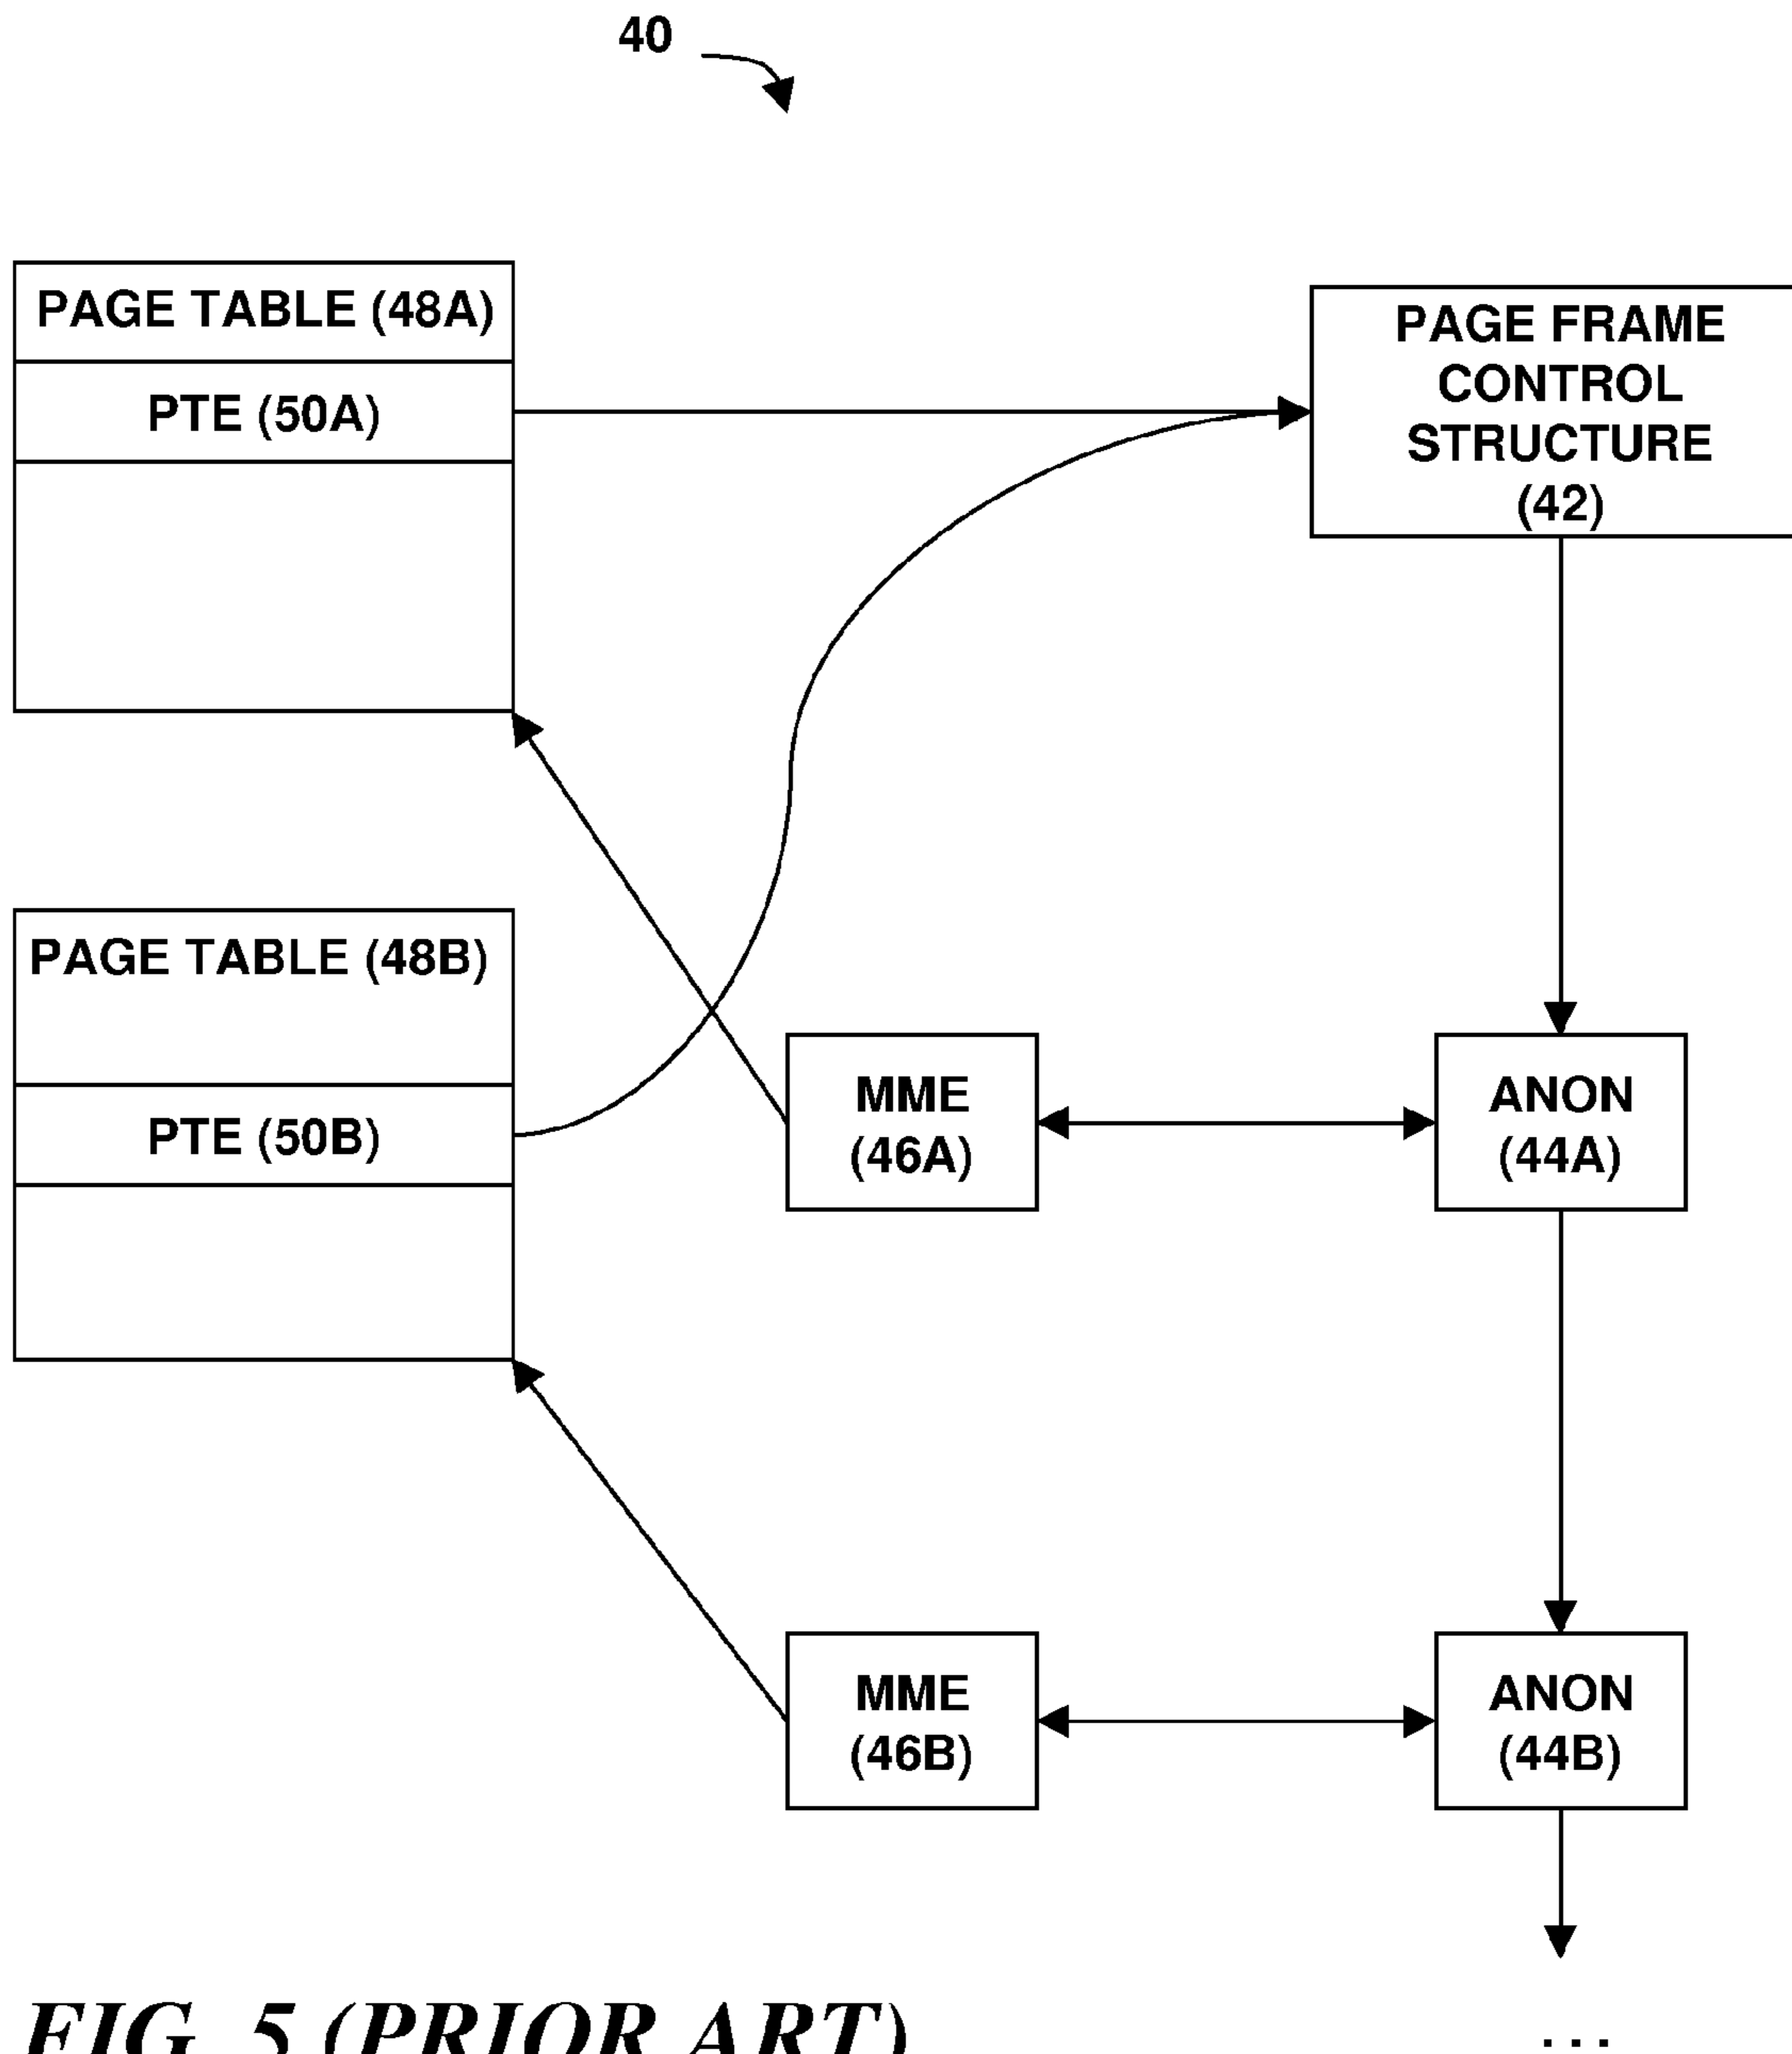 40
PAGE TABLE (48A)
PTE (50A)
PAGE FRAME
CONTROL
STRUCTURE
(42)
PAGE TABLE (48B)
PTE (50B)
MME
(46A)
ANON
(44A)
MME
(46B)
ANON
(44B)
...
FIG. 5 (PRIOR ART)